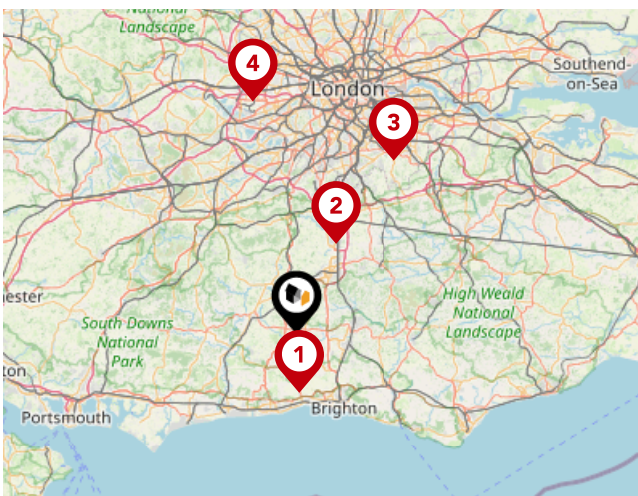 National
Landscape
4
London
Southend-
on-Sea
3
2
High Weald
National
Landscape
South Downs
National
Park
1
Brighton
Portsmouth